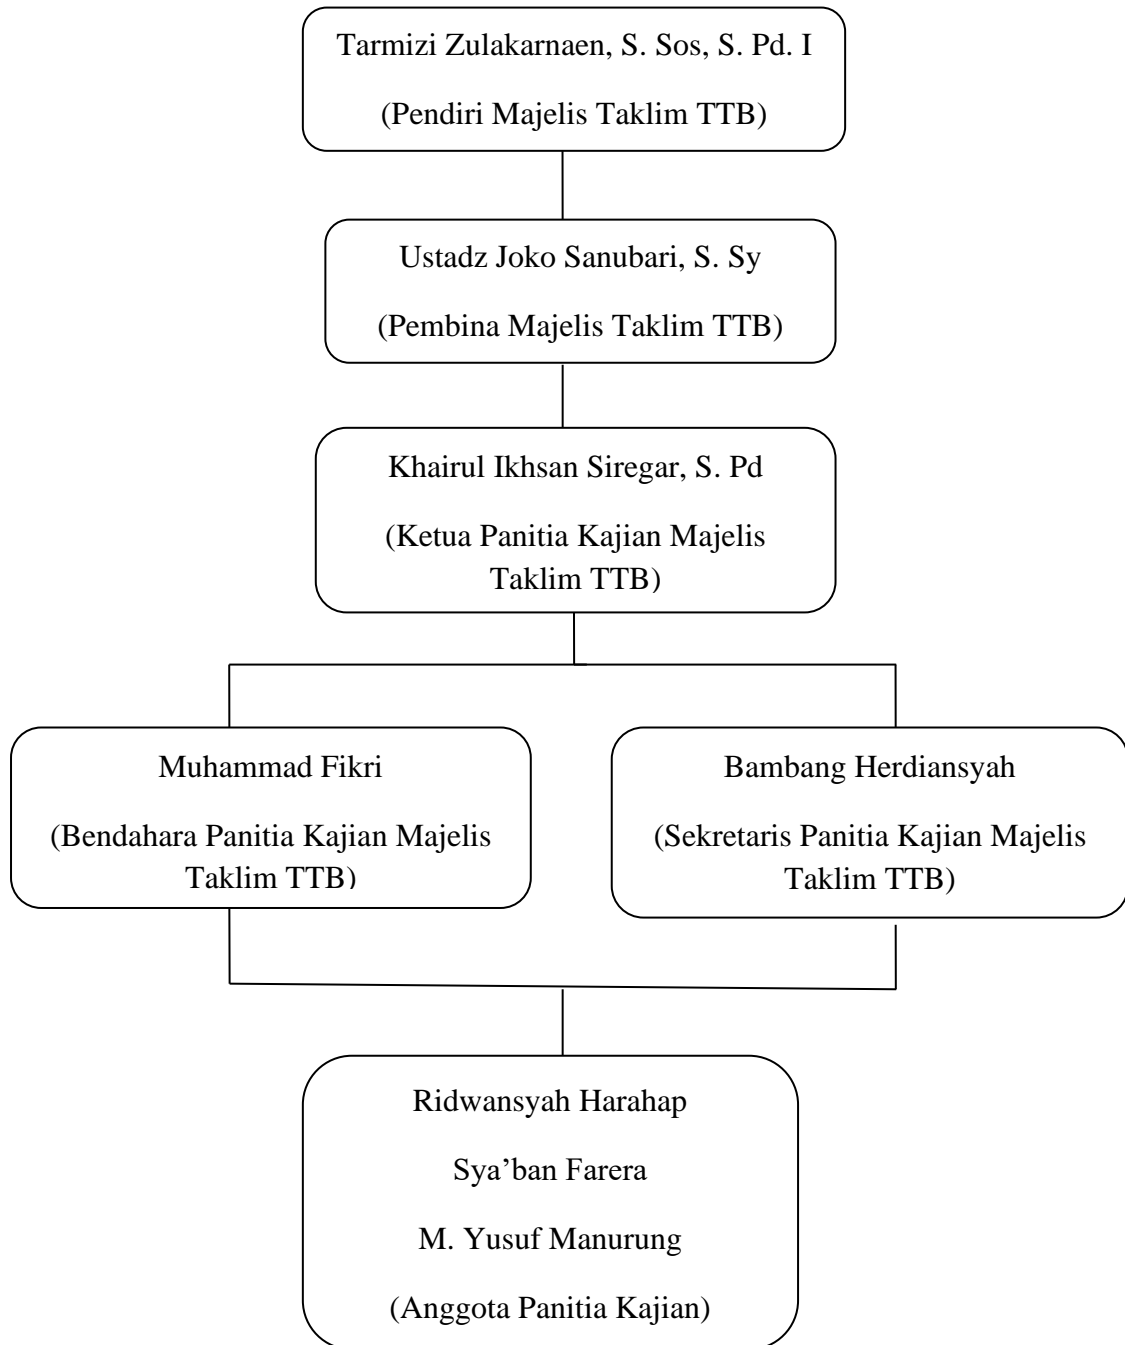 Tarmizi Zulakarnaen, S. Sos, S. Pd. I
(Pendiri Majelis Taklim TTB)
Ustadz Joko Sanubari, S. Sy
(Pembina Majelis Taklim TTB)
Khairul Ikhsan Siregar, S. Pd
(Ketua Panitia Kajian Majelis
Taklim TTB)
Muhammad Fikri
(Bendahara Panitia Kajian Majelis
Taklim TTB)
Bambang Herdiansyah
(Sekretaris Panitia Kajian Majelis
Taklim TTB)
Ridwansyah Harahap
Sya’ban Farera
M. Yusuf Manurung
(Anggota Panitia Kajian)